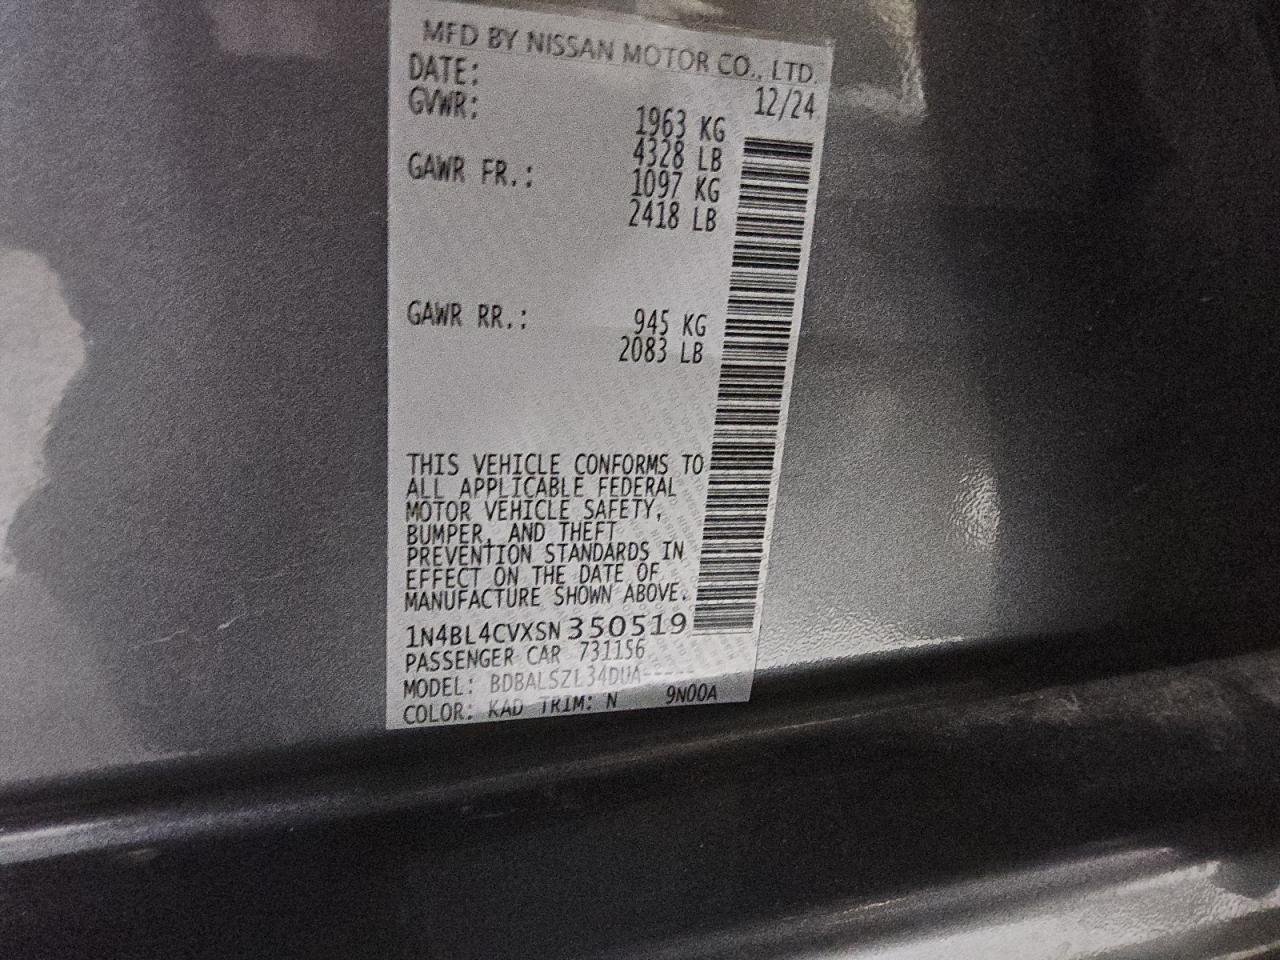 MFD BY NISSAN MOTOR CO., LTD.
DATE: 12/24
GVWR: 1963 KG
4328 LB
GAWR FR.: 1097 KG
2418 LB
GAWR RR.: 945 KG
2083 LB
THIS VEHICLE CONFORMS TO
ALL APPLICABLE FEDERAL
MOTOR VEHICLE SAFETY,
BUMPER, AND THEFT
PREVENTION STANDARDS IN
EFFECT ON THE DATE OF
MANUFACTURE SHOWN ABOVE.
1N4BL4CVXSN350519
PASSENGER CAR 731156
MODEL: BDBALSZL34DUA-----
COLOR: KAD TRIM: N 9N00A